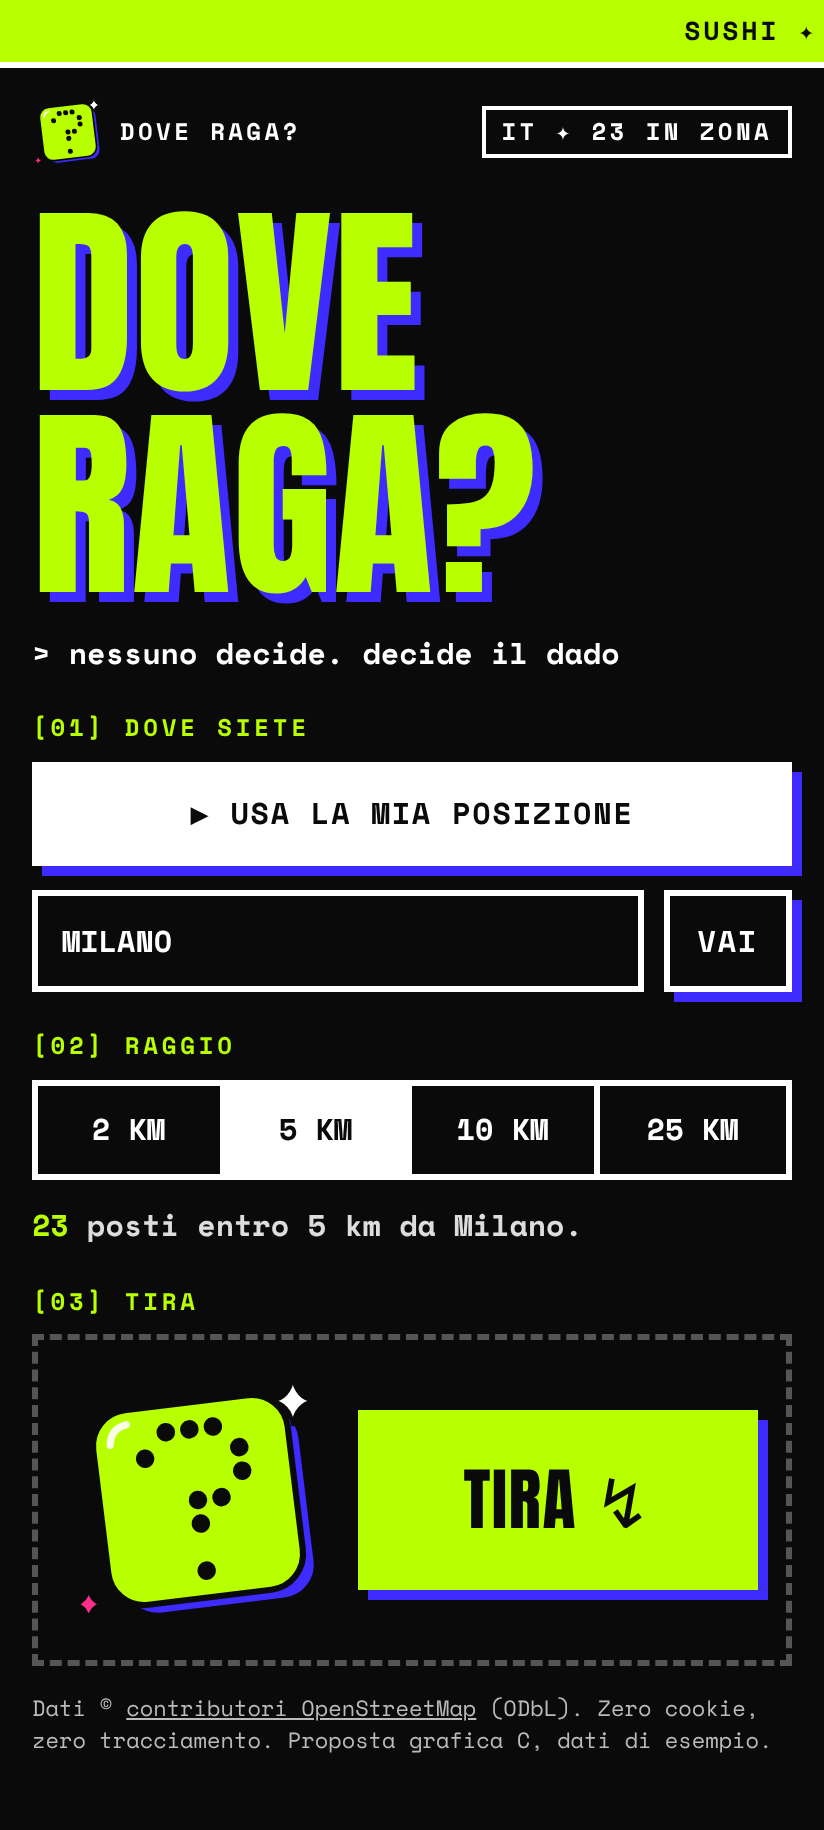 SUSHI ✦
DOVE RAGA?
IT ✦ 23 IN ZONA
DOVE
RAGA?
> nessuno decide. decide il dado
[01] DOVE SIETE
▶ USA LA MIA POSIZIONE
MILANO
VAI
[02] RAGGIO
2 KM
5 KM
10 KM
25 KM
23 posti entro 5 km da Milano.
[03] TIRA
TIRA ↯
Dati © contributori OpenStreetMap (ODbL). Zero cookie,
zero tracciamento. Proposta grafica C, dati di esempio.